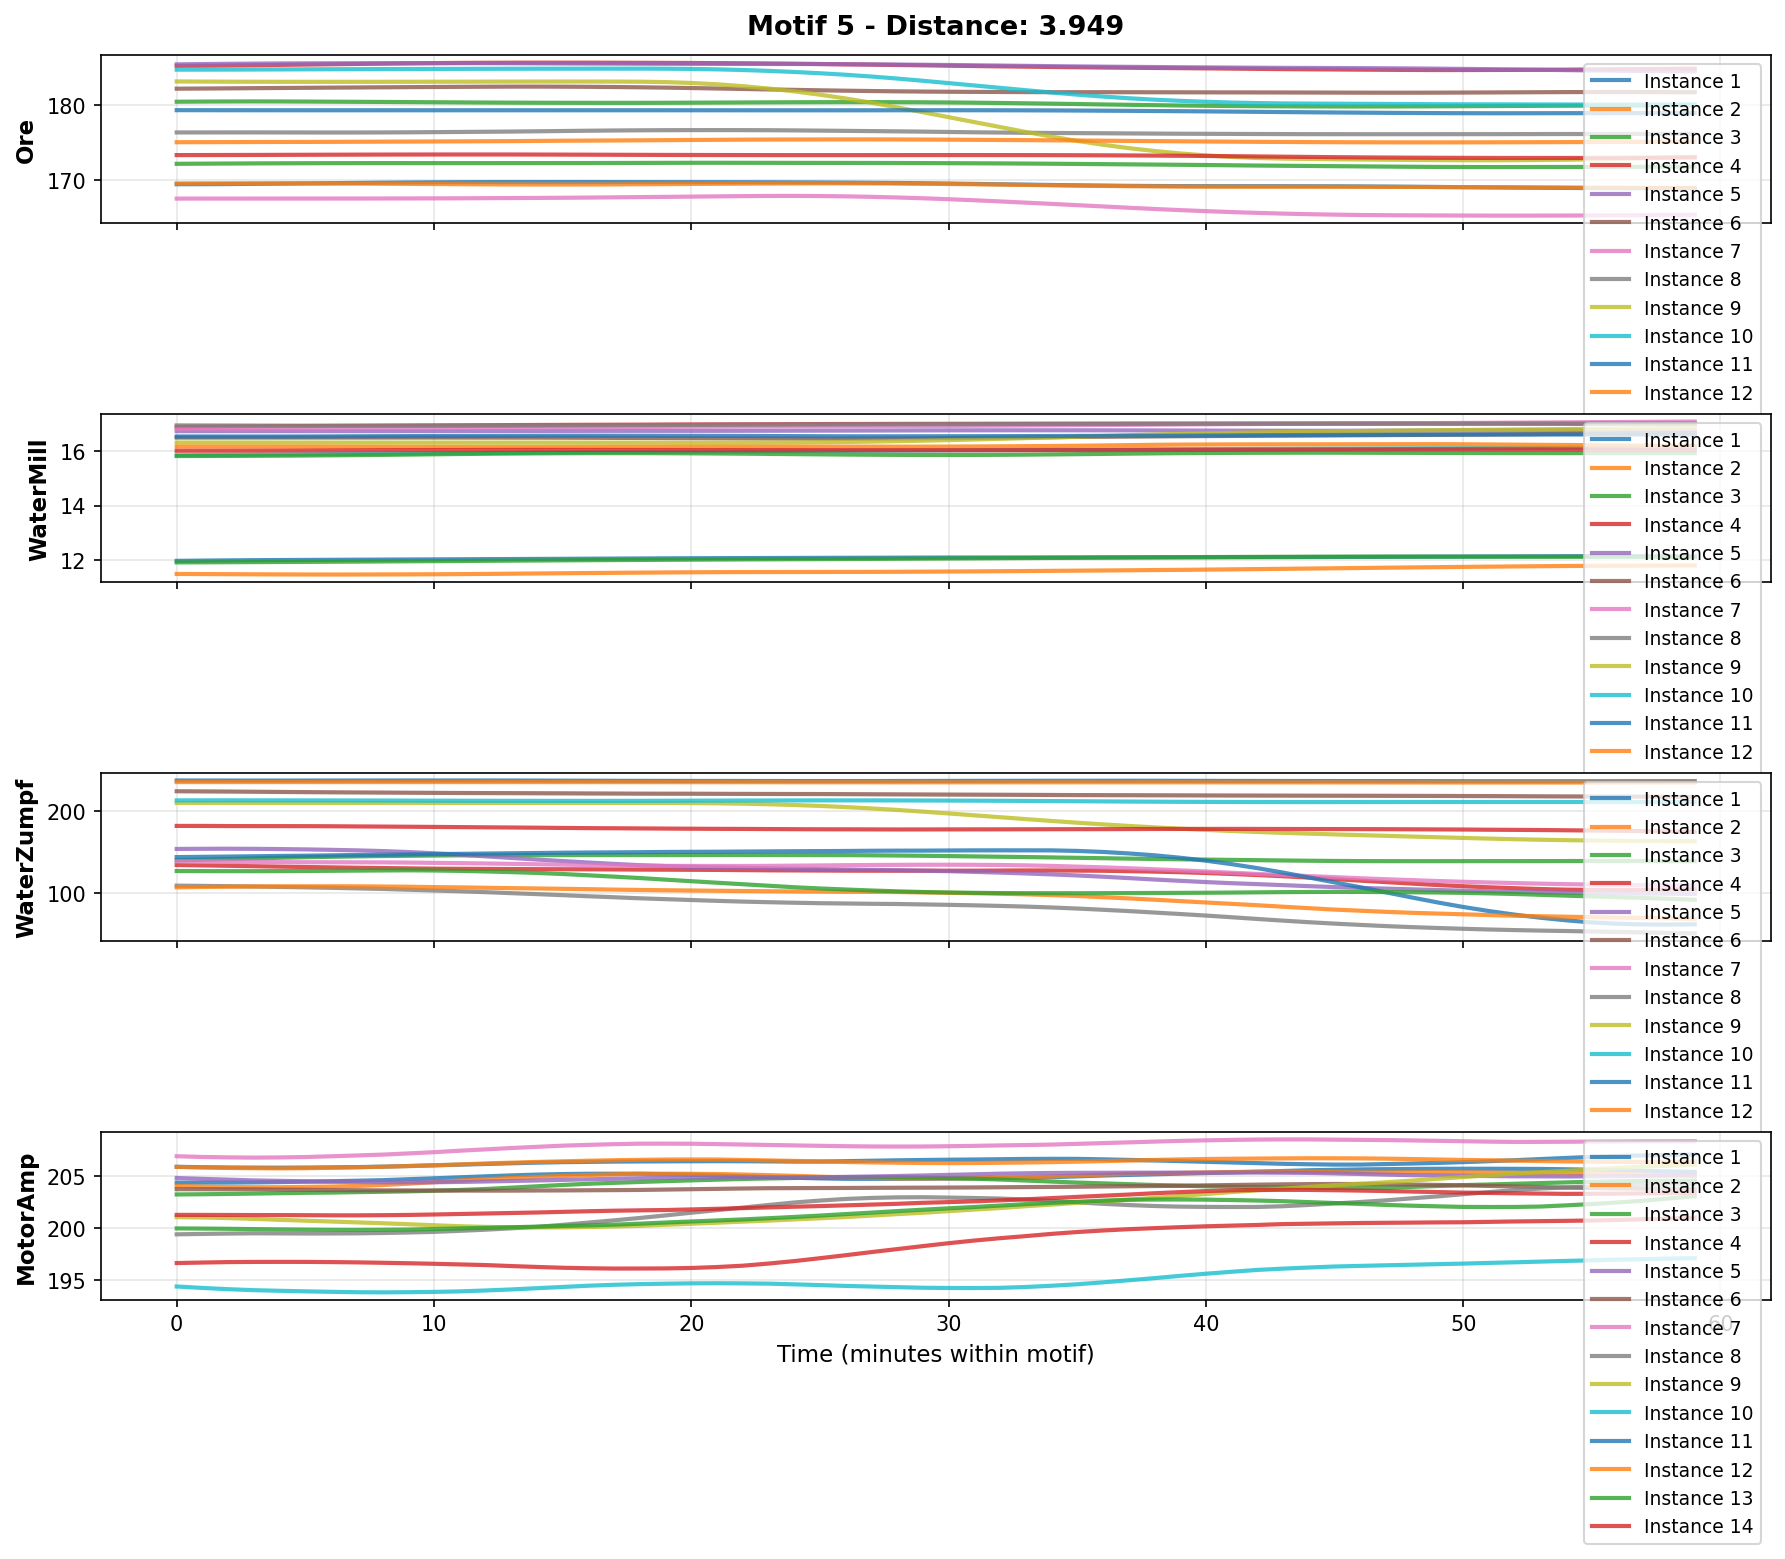 Motif 5 - Distance: 3.949
Ore
180
170
Instance 1
Instance 2
Instance 3
Instance 4
Instance 5
Instance 6
Instance 7
Instance 8
Instance 9
Instance 10
Instance 11
Instance 12
WaterMill
16
14
12
Instance 1
Instance 2
Instance 3
Instance 4
Instance 5
Instance 6
Instance 7
Instance 8
Instance 9
Instance 10
Instance 11
Instance 12
WaterZumpf
200
100
Instance 1
Instance 2
Instance 3
Instance 4
Instance 5
Instance 6
Instance 7
Instance 8
Instance 9
Instance 10
Instance 11
Instance 12
MotorAmp
205
200
195
Instance 1
Instance 2
Instance 3
Instance 4
Instance 5
Instance 6
Instance 7
Instance 8
Instance 9
Instance 10
Instance 11
Instance 12
Instance 13
Instance 14
0 10 20 30 40 50 60
Time (minutes within motif)